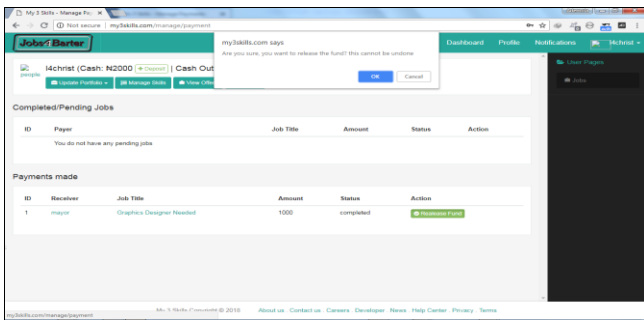 My 3 Skills - Manage Fu
Not secure | my3skills.com/manage/payment
Jobs4Barter
Dashboard Profile Notifications l4christ
my3skills.com says
Are you sure, you want to release the fund? this cannot be undone
OK Cancel
people
l4christ (Cash: ₦2000 Deposit | Cash Out
Update Portfolio Manage Skills View Offe
User Pages
Jobs
Completed/Pending Jobs
ID Payer Job Title Amount Status Action
You do not have any pending jobs
Payments made
ID Receiver Job Title Amount Status Action
1 mayor Graphics Designer Needed 1000 completed Realease Fund
My 3 Skills Copyright © 2016 About us Contact us Careers Developer News Help Center Privacy Terms
my3skills.com/manage/payment